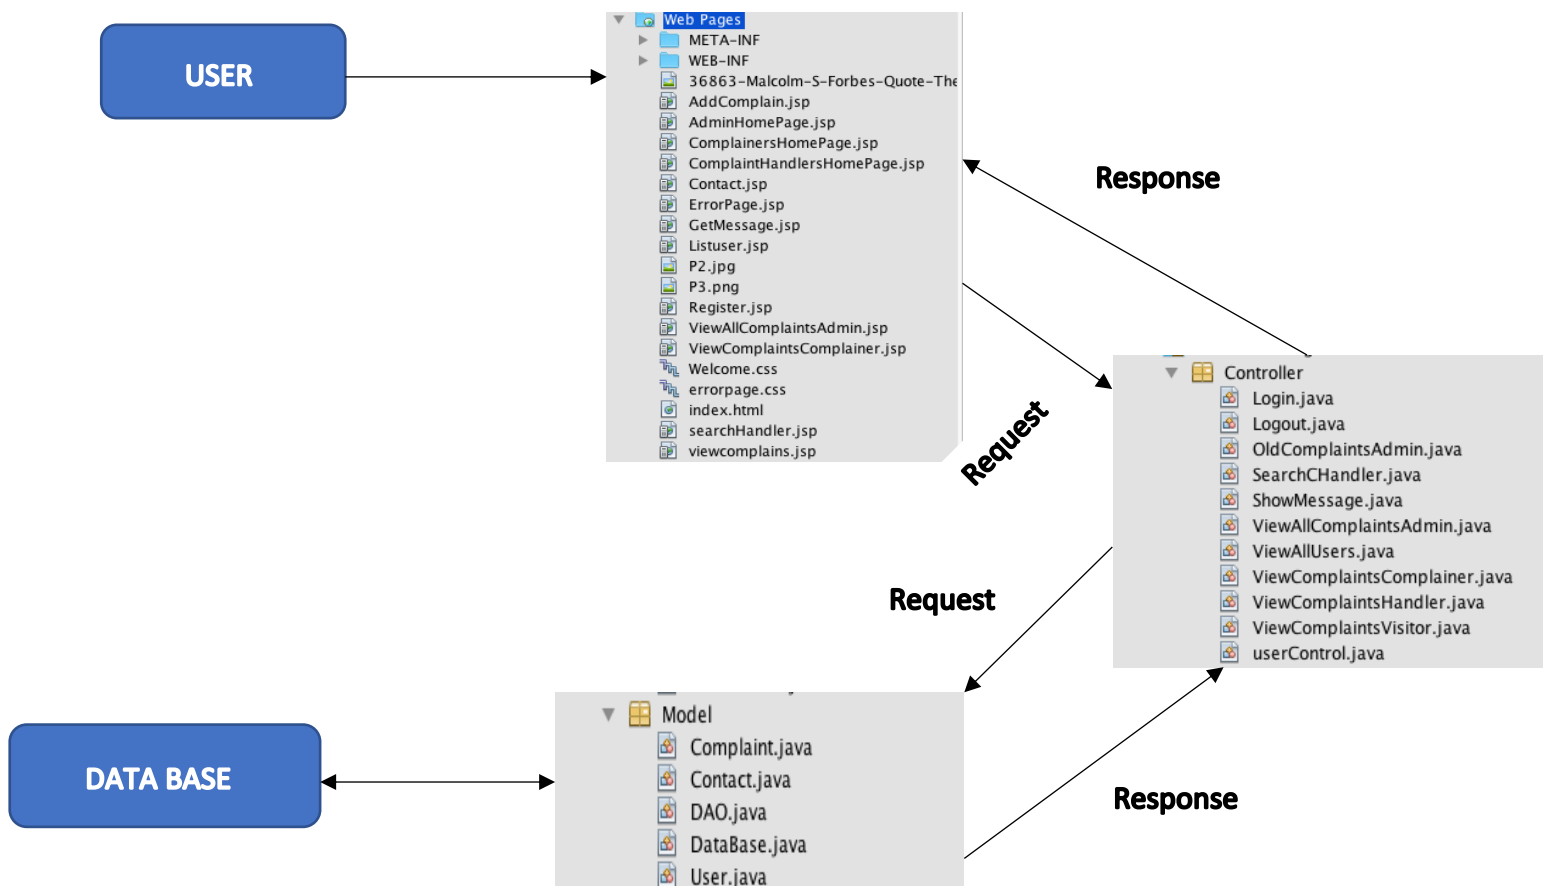 USER
Web Pages
META-INF
WEB-INF
36863-Malcolm-S-Forbes-Quote-The
AddComplain.jsp
AdminHomePage.jsp
ComplainersHomePage.jsp
ComplaintHandlersHomePage.jsp
Contact.jsp
ErrorPage.jsp
GetMessage.jsp
Listuser.jsp
P2.jpg
P3.png
Register.jsp
ViewAllComplaintsAdmin.jsp
ViewComplaintsComplainer.jsp
Welcome.css
errorpage.css
index.html
searchHandler.jsp
viewcomplains.jsp
Response
Request
Controller
Login.java
Logout.java
OldComplaintsAdmin.java
SearchCHandler.java
ShowMessage.java
ViewAllComplaintsAdmin.java
ViewAllUsers.java
ViewComplaintsComplainer.java
ViewComplaintsHandler.java
ViewComplaintsVisitor.java
userControl.java
Request
DATA BASE
Model
Complaint.java
Contact.java
DAO.java
DataBase.java
User.java
Response